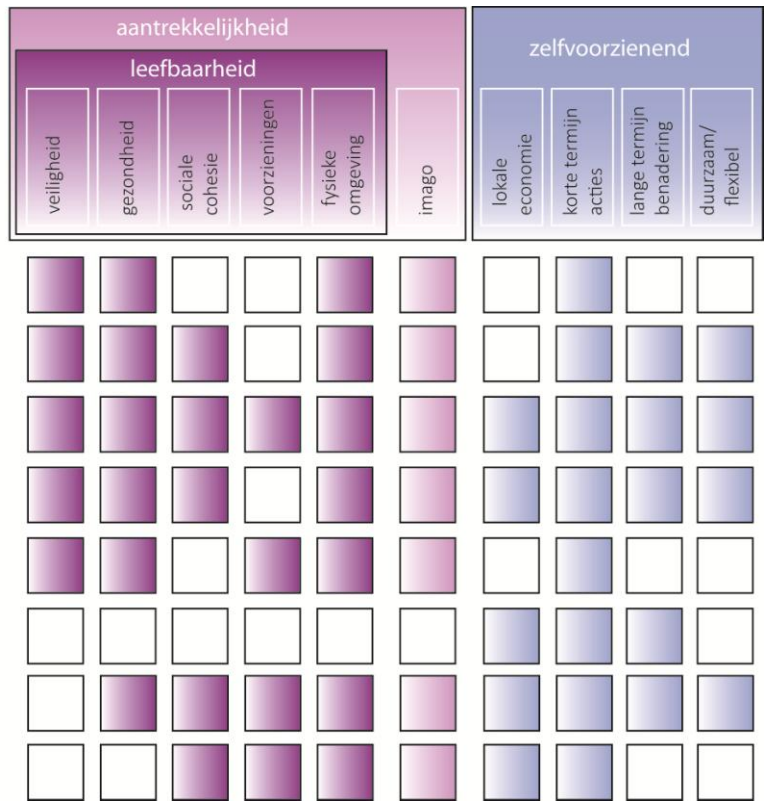 aantrekkelijkheid
leefbaarheid
zelfvoorzienend
veiligheid
gezondheid
sociale
cohesie
voorzieningen
fysieke
omgeving
imago
lokale
economie
korte termijn
acties
lange termijn
benadering
duurzaam/
flexibel